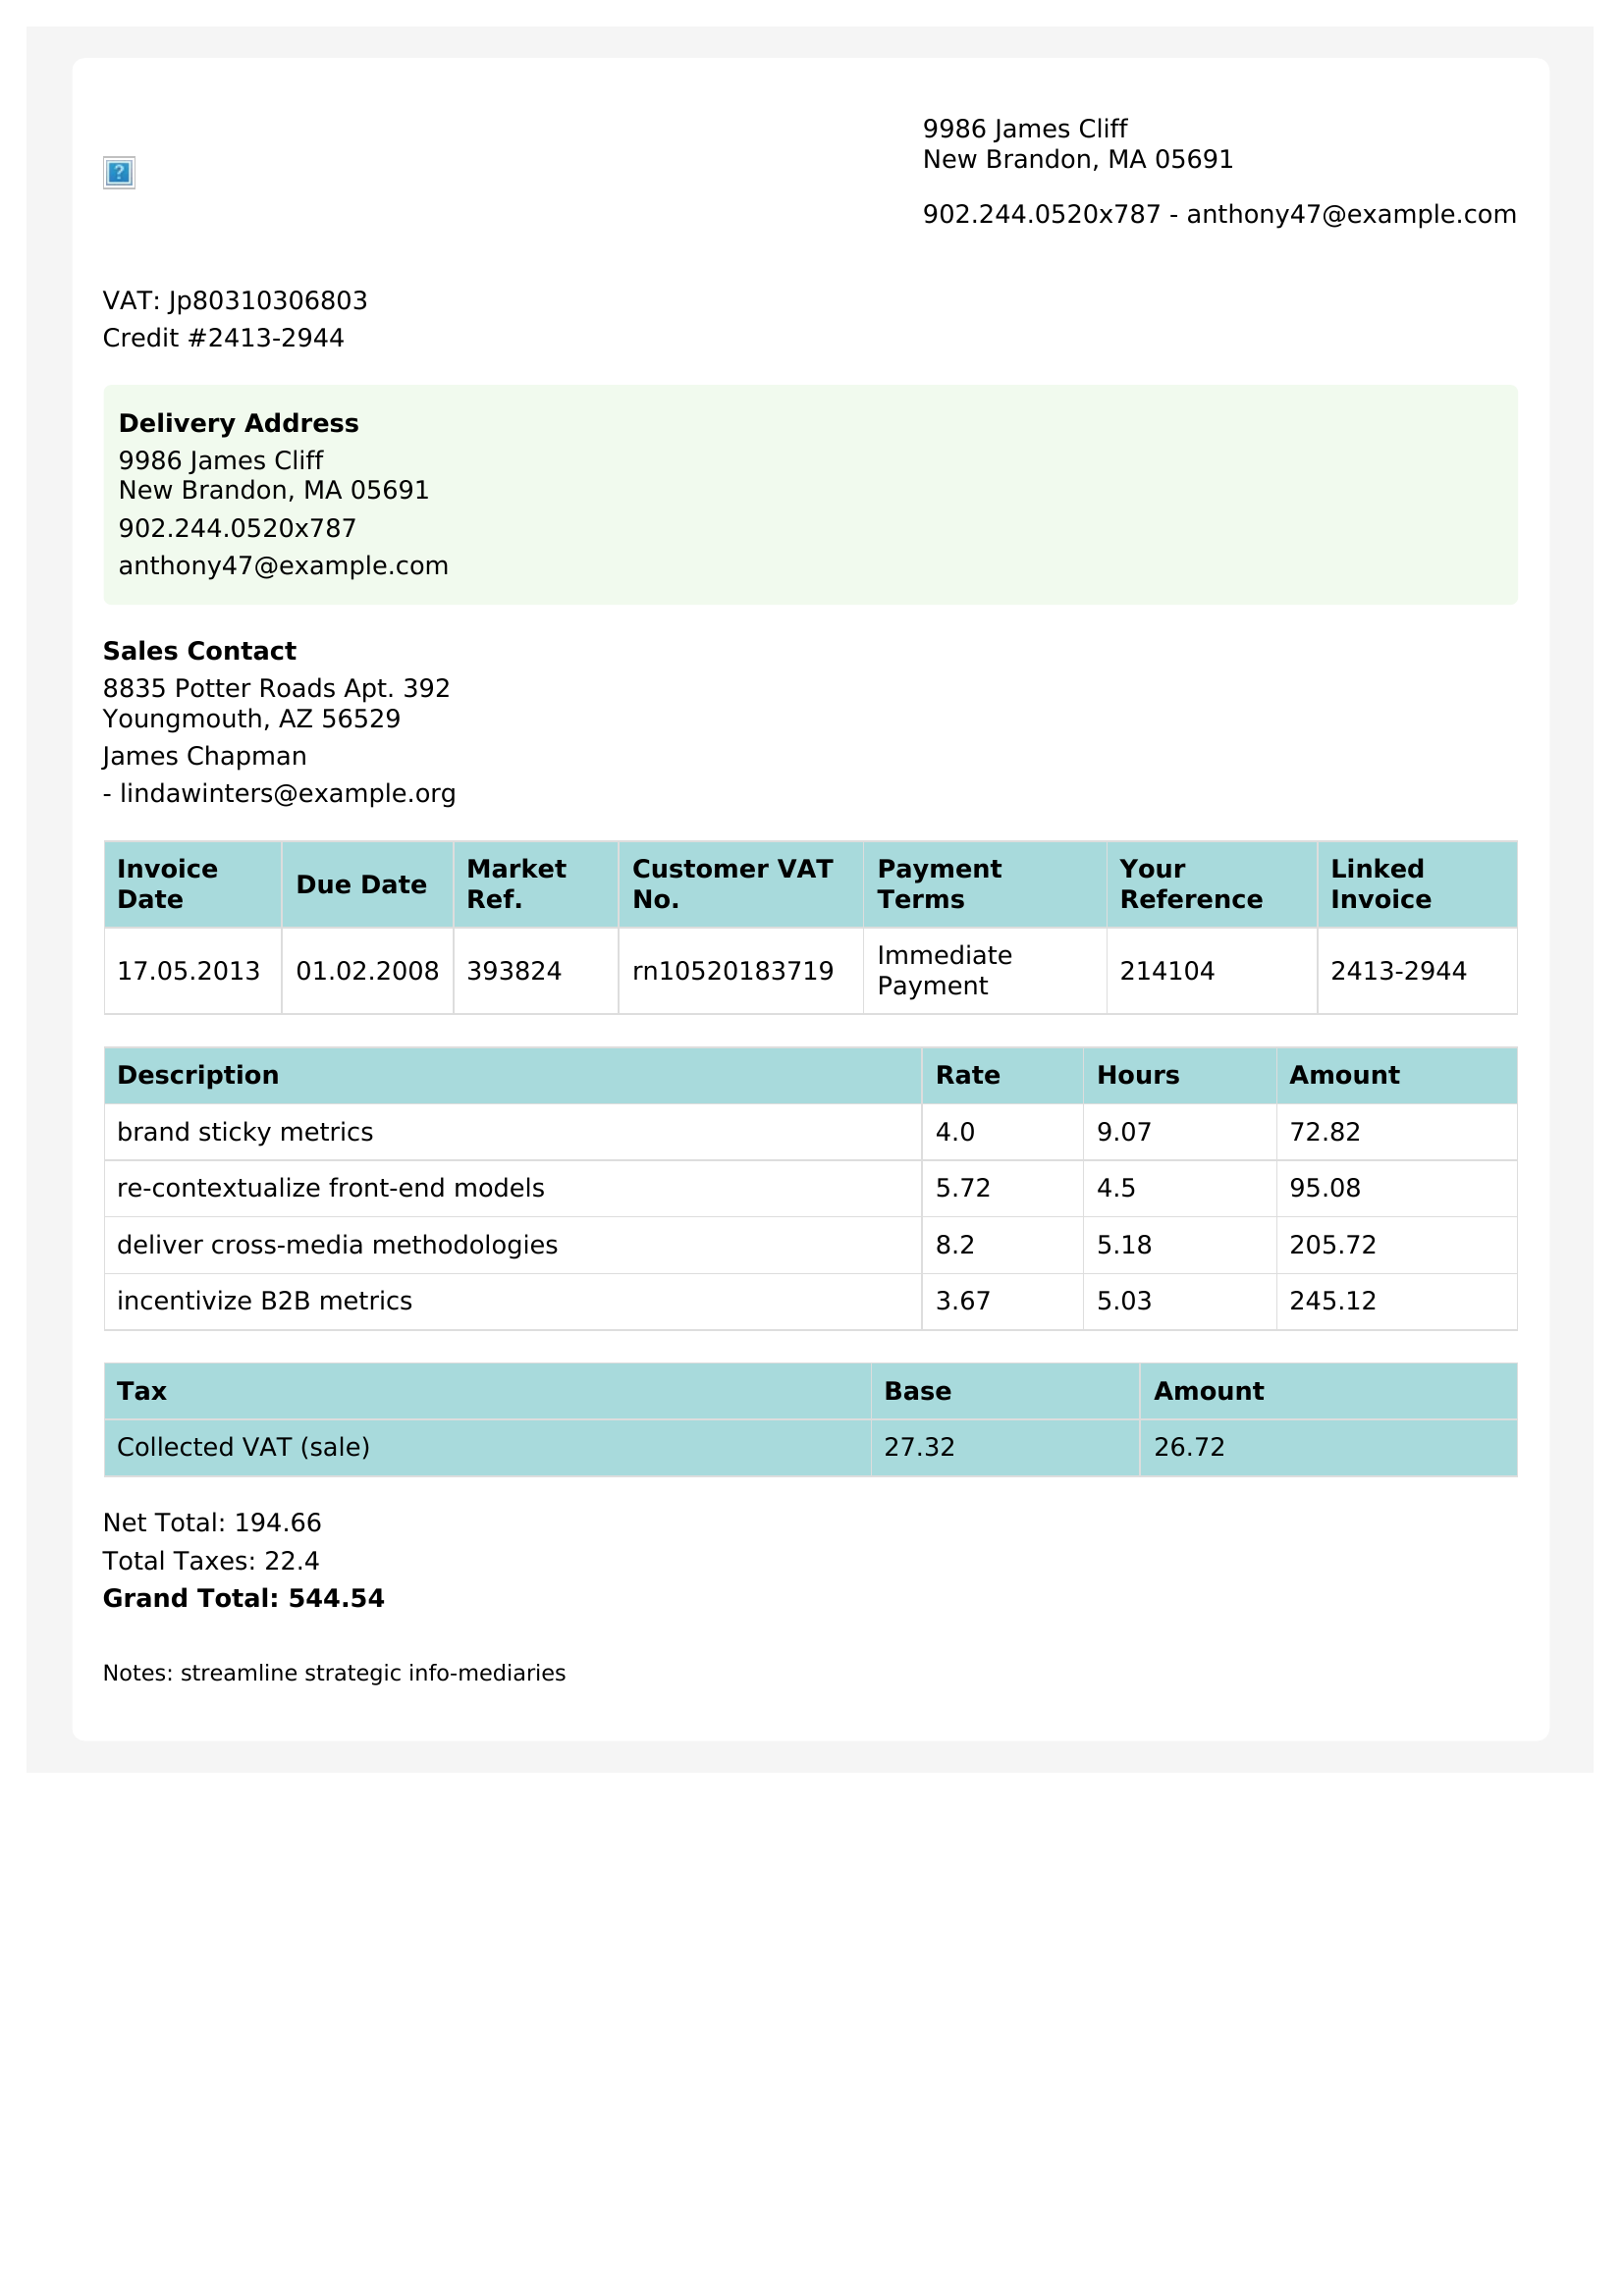 9986 James Cliff
New Brandon, MA 05691
902.244.0520x787 - anthony47@example.com
VAT: Jp80310306803
Credit #2413-2944
Delivery Address
9986 James Cliff
New Brandon, MA 05691
902.244.0520x787
anthony47@example.com
Sales Contact
8835 Potter Roads Apt. 392
Youngmouth, AZ 56529
James Chapman
- lindawinters@example.org
Invoice Date Due Date Market Ref. Customer VAT No. Payment Terms Your Reference Linked Invoice
17.05.2013 01.02.2008 393824 rn10520183719 Immediate Payment 214104 2413-2944
Description Rate Hours Amount
brand sticky metrics 4.0 9.07 72.82
re-contextualize front-end models 5.72 4.5 95.08
deliver cross-media methodologies 8.2 5.18 205.72
incentivize B2B metrics 3.67 5.03 245.12
Tax Base Amount
Collected VAT (sale) 27.32 26.72
Net Total: 194.66
Total Taxes: 22.4
Grand Total: 544.54
Notes: streamline strategic info-mediaries